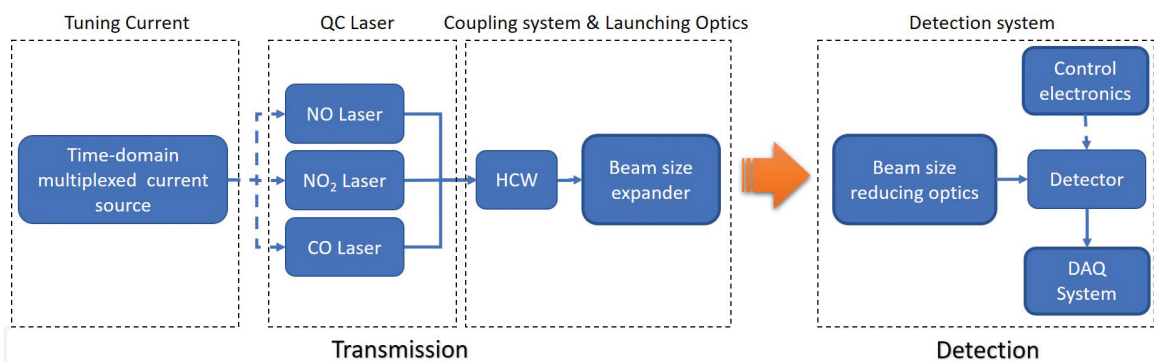 Tuning Current
QC Laser
Coupling system & Launching Optics
Detection system
Time-domain
multiplexed current
source
NO Laser
NO₂ Laser
CO Laser
HCW
Beam size
expander
Beam size
reducing optics
Control
electronics
Detector
DAQ
System
Transmission
Detection